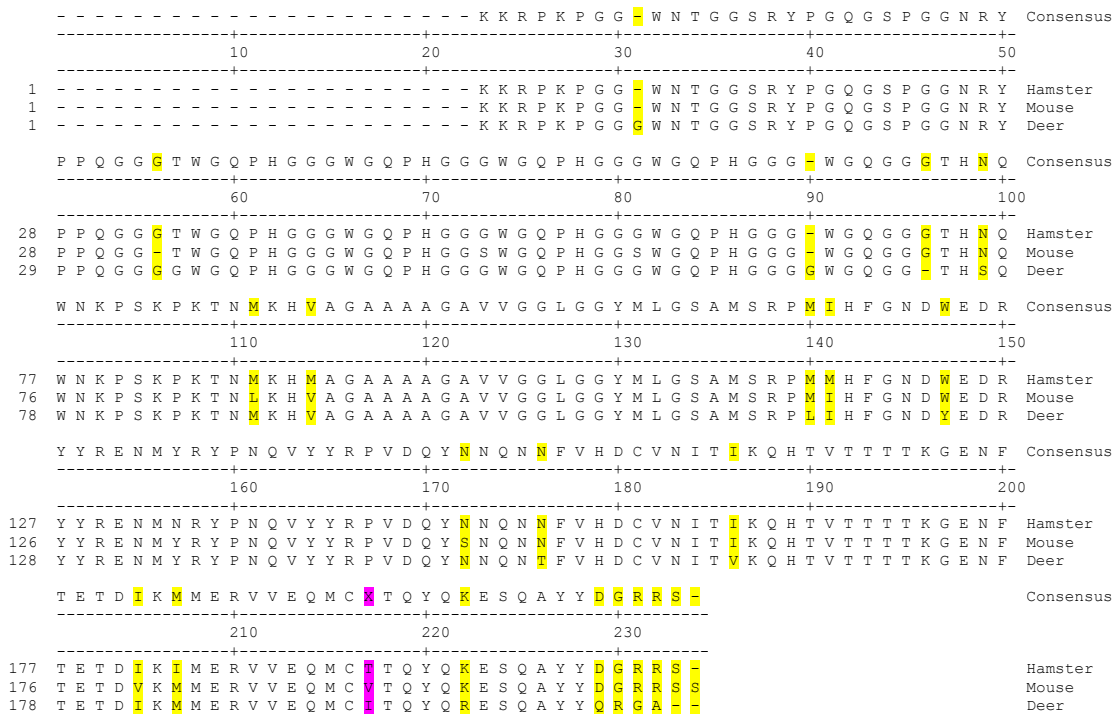 - - - - - - - - - - - - - - - - - - - - - - K K R P K P G G - W N T G G S R Y P G Q G S P G G N R Y Consensus
10 20 30 40 50
1 - - - - - - - - - - - - - - - - - - - - - - K K R P K P G G - W N T G G S R Y P G Q G S P G G N R Y Hamster
1 - - - - - - - - - - - - - - - - - - - - - - K K R P K P G G - W N T G G S R Y P G Q G S P G G N R Y Mouse
1 - - - - - - - - - - - - - - - - - - - - - - K K R P K P G G G W N T G G S R Y P G Q G S P G G N R Y Deer
P P Q G G G T W G Q P H G G G W G Q P H G G G W G Q P H G G G W G Q P H G G G - W G Q G G G T H N Q Consensus
60 70 80 90 100
28 P P Q G G G T W G Q P H G G G W G Q P H G G G W G Q P H G G G W G Q P H G G G - W G Q G G G T H N Q Hamster
28 P P Q G G - T W G Q P H G G G W G Q P H G G S W G Q P H G G S W G Q P H G G G - W G Q G G G T H N Q Mouse
29 P P Q G G G G W G Q P H G G G W G Q P H G G G W G Q P H G G G W G Q P H G G G G W G Q G G - T H S Q Deer
W N K P S K P K T N M K H V A G A A A A G A V V G G L G G Y M L G S A M S R P M I H F G N D W E D R Consensus
110 120 130 140 150
77 W N K P S K P K T N M K H M A G A A A A G A V V G G L G G Y M L G S A M S R P M M H F G N D W E D R Hamster
76 W N K P S K P K T N L K H V A G A A A A G A V V G G L G G Y M L G S A M S R P M I H F G N D W E D R Mouse
78 W N K P S K P K T N M K H V A G A A A A G A V V G G L G G Y M L G S A M S R P L I H F G N D Y E D R Deer
Y Y R E N M Y R Y P N Q V Y Y R P V D Q Y N N Q N N F V H D C V N I T I K Q H T V T T T T K G E N F Consensus
160 170 180 190 200
127 Y Y R E N M N R Y P N Q V Y Y R P V D Q Y N N Q N N F V H D C V N I T I K Q H T V T T T T K G E N F Hamster
126 Y Y R E N M Y R Y P N Q V Y Y R P V D Q Y S N Q N N F V H D C V N I T I K Q H T V T T T T K G E N F Mouse
128 Y Y R E N M Y R Y P N Q V Y Y R P V D Q Y N N Q N T F V H D C V N I T V K Q H T V T T T T K G E N F Deer
T E T D I K M M E R V V E Q M C X T Q Y Q K E S Q A Y Y D G R R S - Consensus
210 220 230
177 T E T D I K I M E R V V E Q M C T T Q Y Q K E S Q A Y Y D G R R S - Hamster
176 T E T D V K M M E R V V E Q M C V T Q Y Q K E S Q A Y Y D G R R S S Mouse
178 T E T D I K M M E R V V E Q M C I T Q Y Q R E S Q A Y Y Q R G A - - Deer